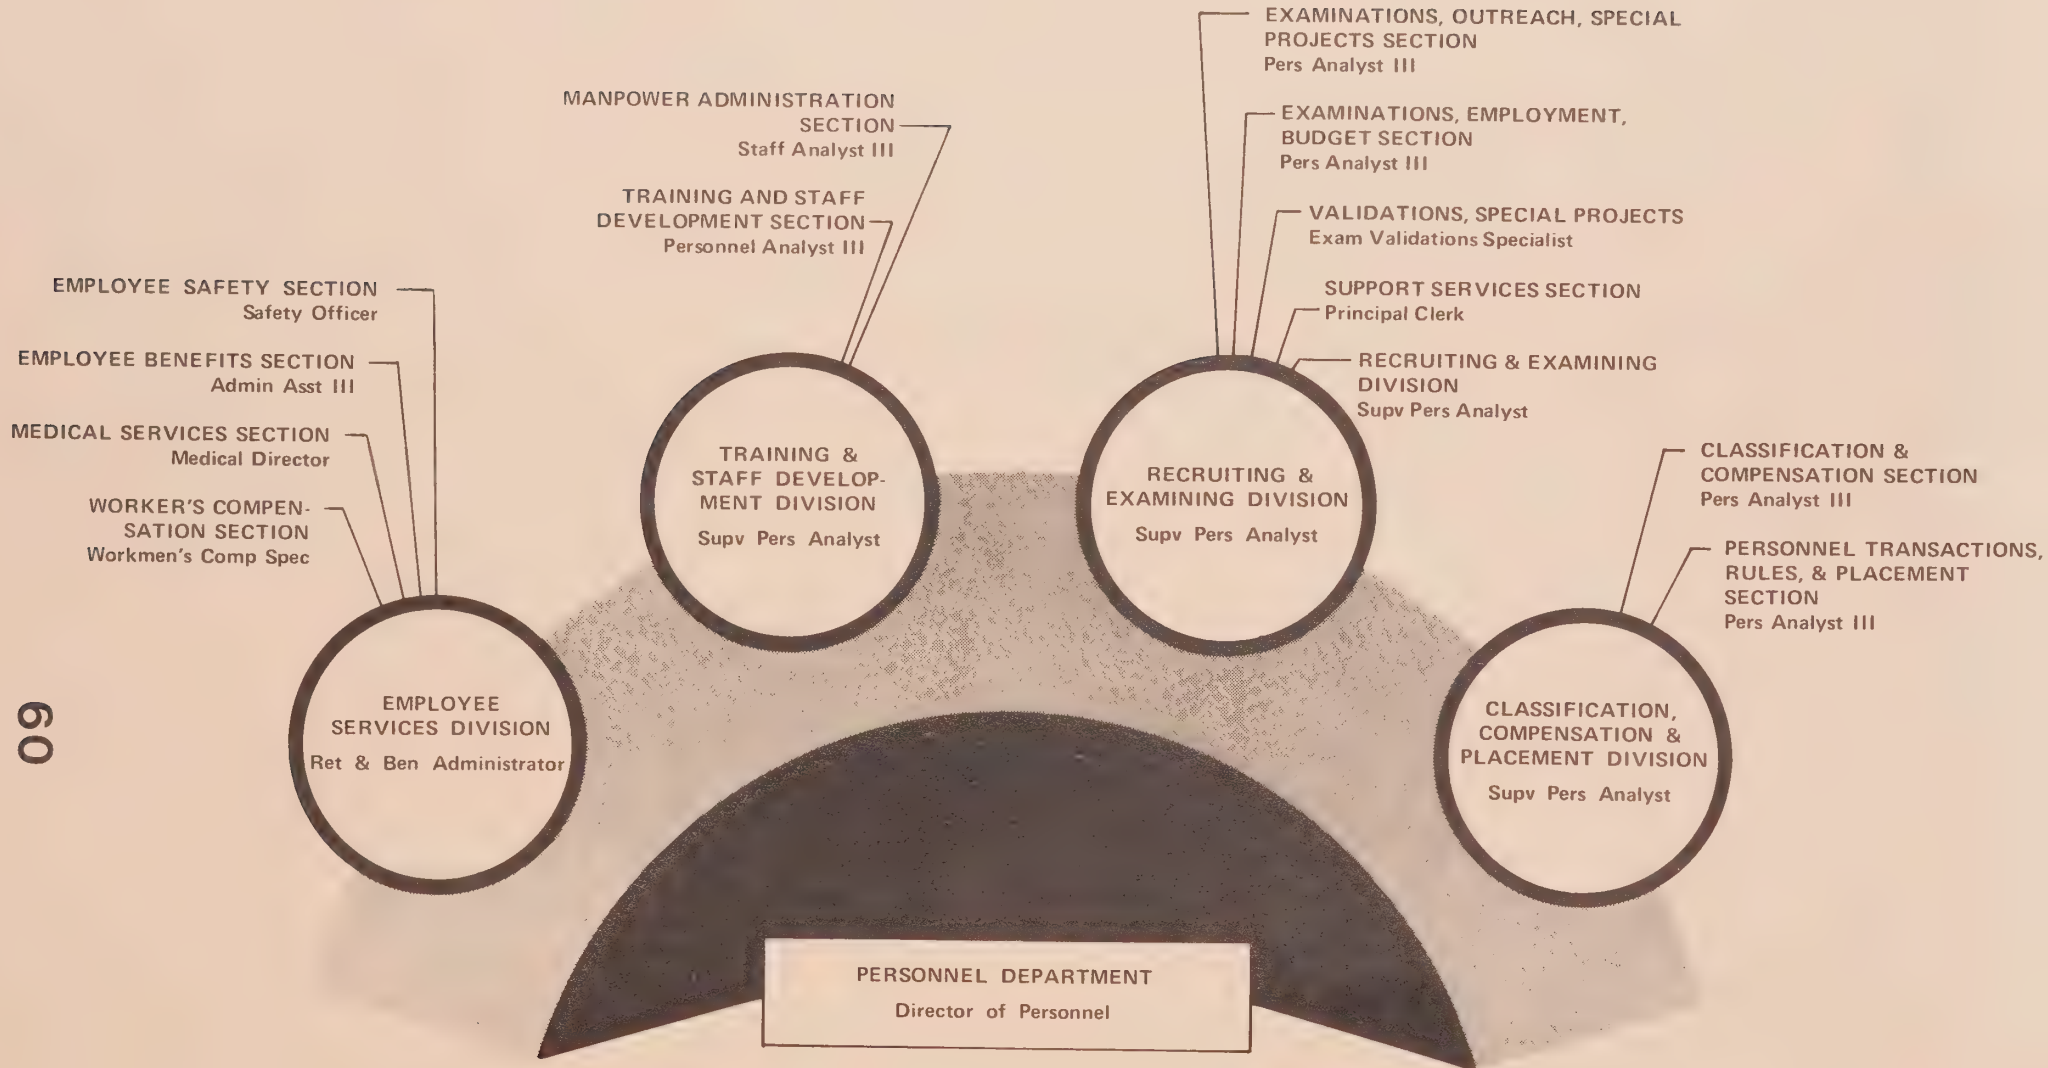 EXAMINATIONS, OUTREACH, SPECIAL
PROJECTS SECTION
Pers Analyst III
MANPOWER ADMINISTRATION
SECTION
Staff Analyst III
EXAMINATIONS, EMPLOYMENT,
BUDGET SECTION
Pers Analyst III
TRAINING AND STAFF
DEVELOPMENT SECTION
Personnel Analyst III
VALIDATIONS, SPECIAL PROJECTS
Exam Validations Specialist
EMPLOYEE SAFETY SECTION
Safety Officer
SUPPORT SERVICES SECTION
Principal Clerk
EMPLOYEE BENEFITS SECTION
Admin Asst III
RECRUITING & EXAMINING
DIVISION
Supv Pers Analyst
MEDICAL SERVICES SECTION
Medical Director
WORKER'S COMPEN-
SATION SECTION
Workmen's Comp Spec
CLASSIFICATION &
COMPENSATION SECTION
Pers Analyst III
PERSONNEL TRANSACTIONS,
RULES, & PLACEMENT
SECTION
Pers Analyst III
TRAINING &
STAFF DEVELOP-
MENT DIVISION
Supv Pers Analyst
RECRUITING &
EXAMINING DIVISION
Supv Pers Analyst
EMPLOYEE
SERVICES DIVISION
Ret & Ben Administrator
CLASSIFICATION,
COMPENSATION &
PLACEMENT DIVISION
Supv Pers Analyst
PERSONNEL DEPARTMENT
Director of Personnel
60